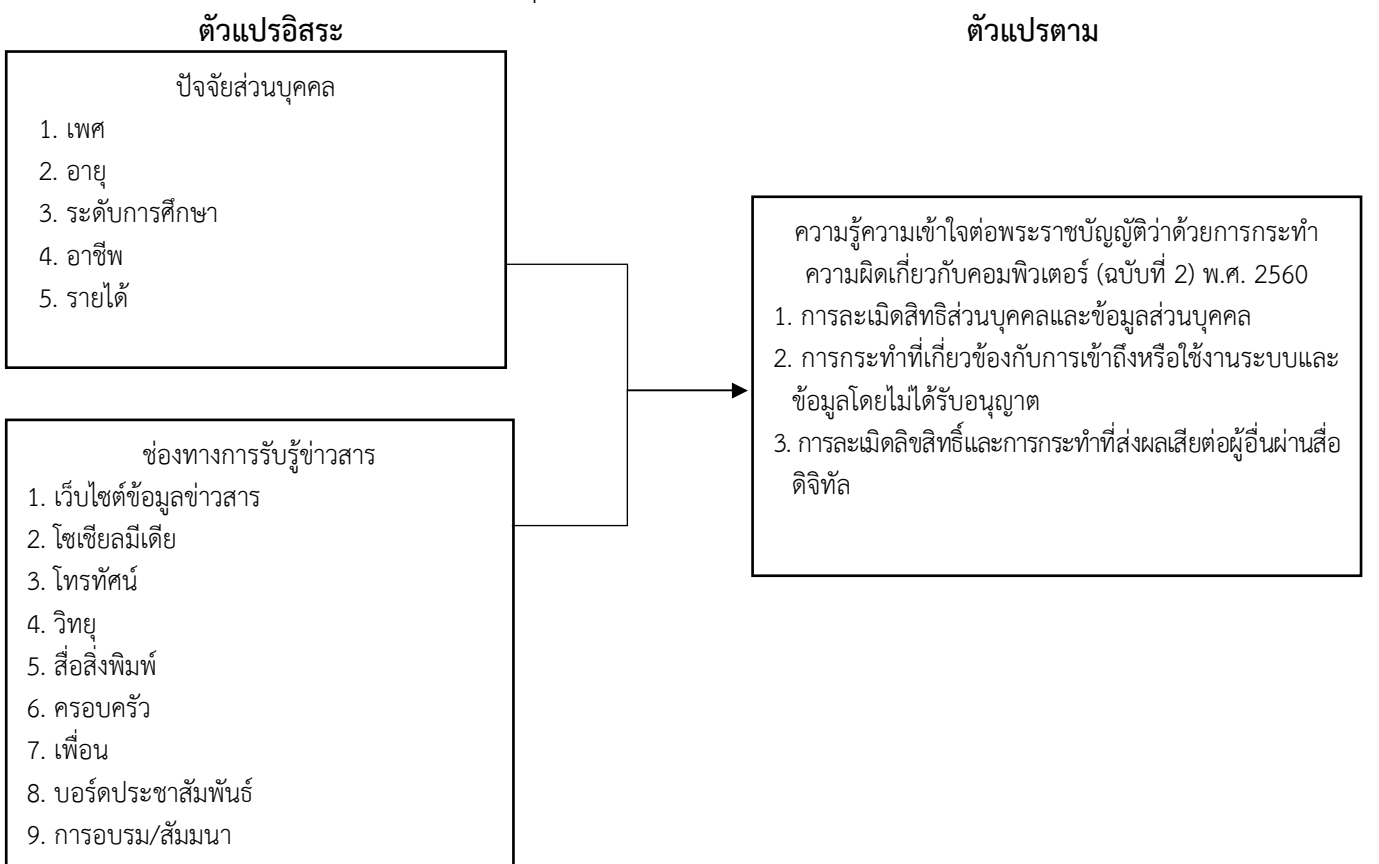 ตัวแปรอิสระ
ตัวแปรตาม
ปัจจัยส่วนบุคคล
1. เพศ
2. อายุ
3. ระดับการศึกษา
4. อาชีพ
5. รายได้
ช่องทางการรับรู้ข่าวสาร
1. เว็บไซต์ข้อมูลข่าวสาร
2. โซเชียลมีเดีย
3. โทรทัศน์
4. วิทยุ
5. สื่อสิ่งพิมพ์
6. ครอบครัว
7. เพื่อน
8. บอร์ดประชาสัมพันธ์
9. การอบรม/สัมมนา
ความรู้ความเข้าใจต่อพระราชบัญญัติว่าด้วยการกระทำ
ความผิดเกี่ยวกับคอมพิวเตอร์ (ฉบับที่ 2) พ.ศ. 2560
1. การละเมิดสิทธิส่วนบุคคลและข้อมูลส่วนบุคคล
2. การกระทำที่เกี่ยวข้องกับการเข้าถึงหรือใช้งานระบบและ
ข้อมูลโดยไม่ได้รับอนุญาต
3. การละเมิดลิขสิทธิ์และการกระทำที่ส่งผลเสียต่อผู้อื่นผ่านสื่อ
ดิจิทัล